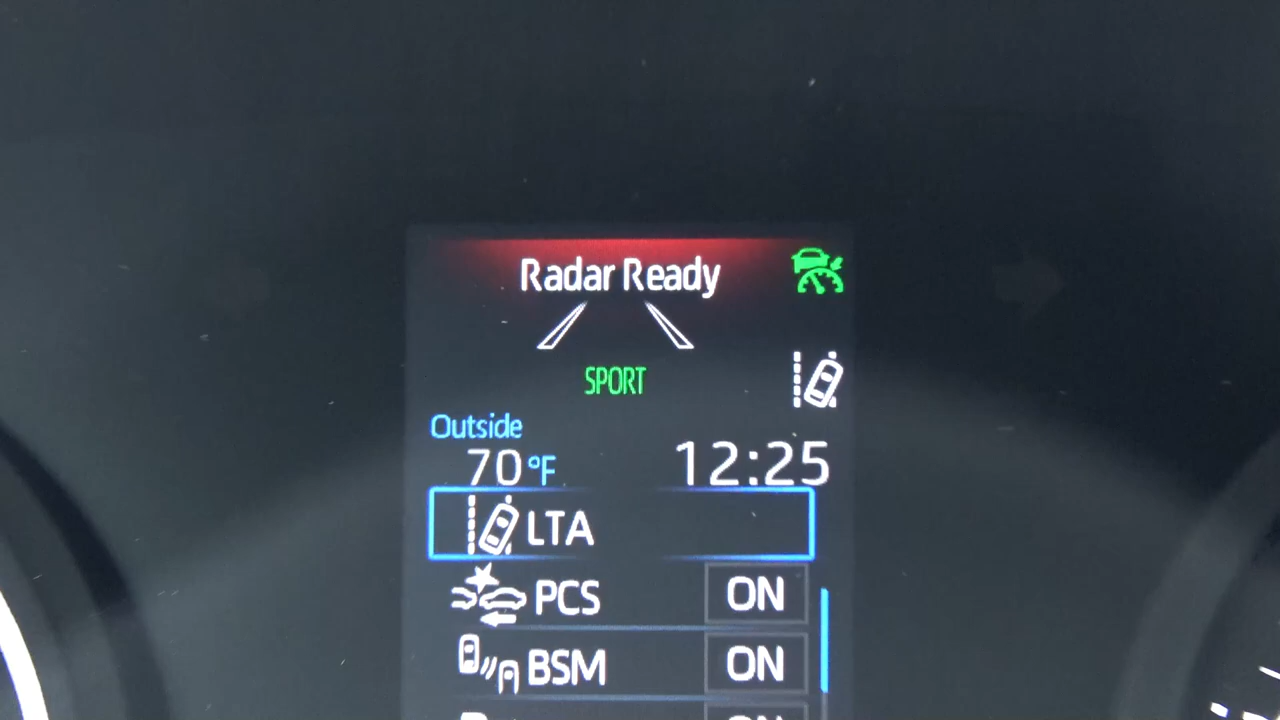 Radar Ready
SPORT
Outside
70°F 12:25
LTA
PCS ON
BSM ON